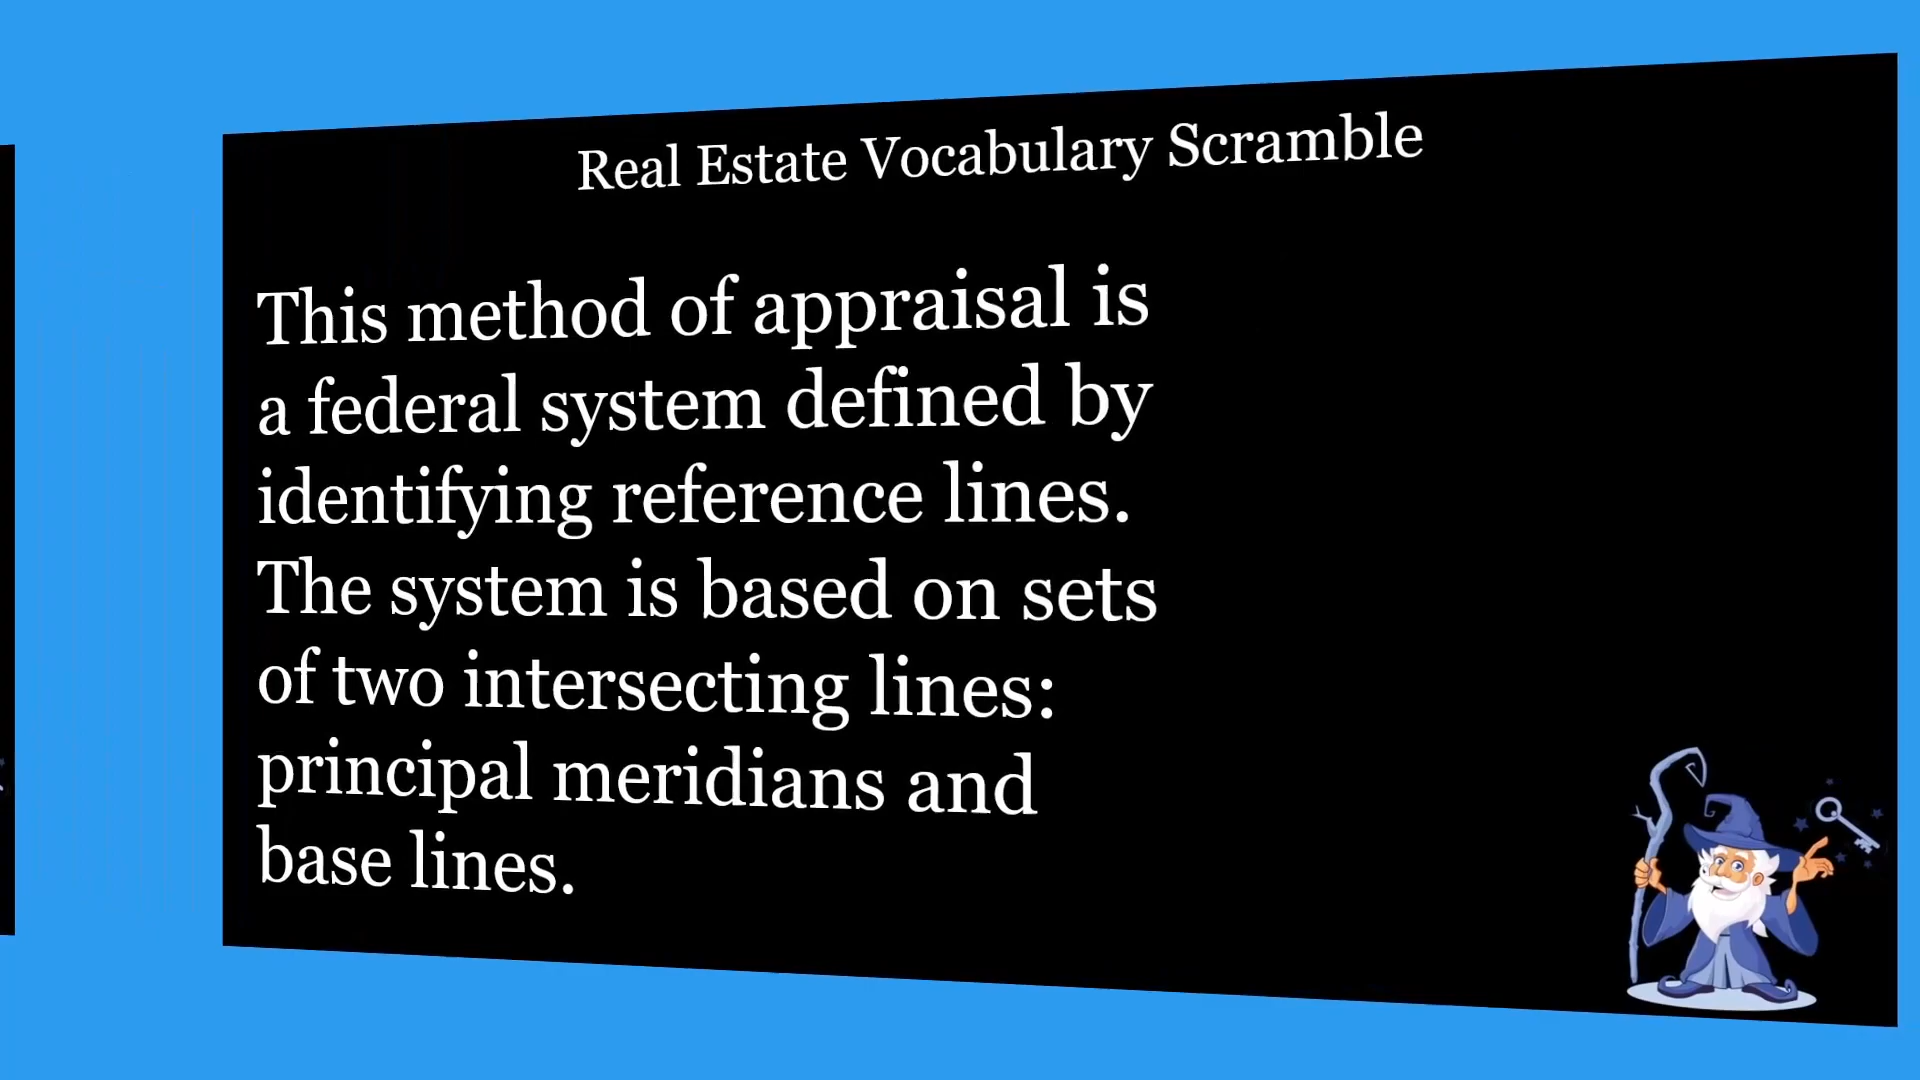 Real Estate Vocabulary Scramble
This method of appraisal is
a federal system defined by
identifying reference lines.
The system is based on sets
of two intersecting lines:
principal meridians and
base lines.